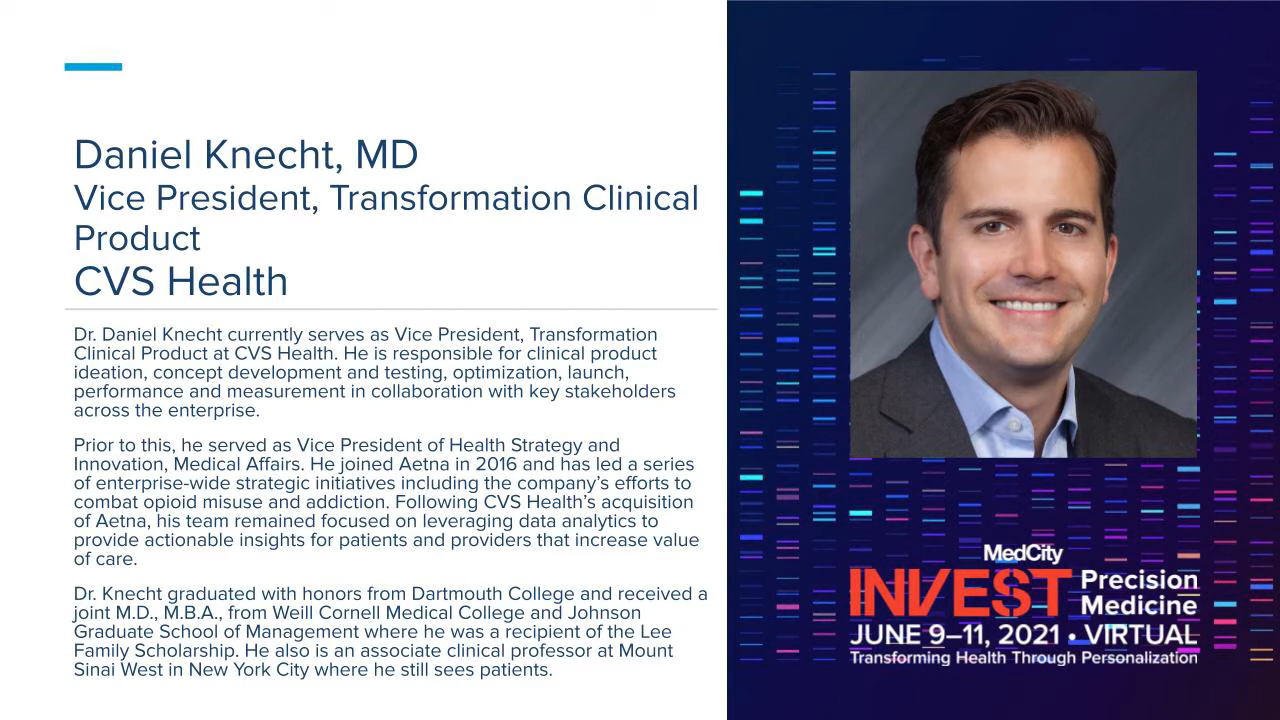 Daniel Knecht, MD
Vice President, Transformation Clinical
Product
CVS Health
Dr. Daniel Knecht currently serves as Vice President, Transformation
Clinical Product at CVS Health. He is responsible for clinical product
ideation, concept development and testing, optimization, launch,
performance and measurement in collaboration with key stakeholders
across the enterprise.
Prior to this, he served as Vice President of Health Strategy and
Innovation, Medical Affairs. He joined Aetna in 2016 and has led a series
of enterprise-wide strategic initiatives including the company’s efforts to
combat opioid misuse and addiction. Following CVS Health’s acquisition
of Aetna, his team remained focused on leveraging data analytics to
provide actionable insights for patients and providers that increase value
of care.
Dr. Knecht graduated with honors from Dartmouth College and received a
joint M.D., M.B.A., from Weill Cornell Medical College and Johnson
Graduate School of Management where he was a recipient of the Lee
Family Scholarship. He also is an associate clinical professor at Mount
Sinai West in New York City where he still sees patients.
MedCity
INVEST Precision
Medicine
JUNE 9–11, 2021 • VIRTUAL
Transforming Health Through Personalization